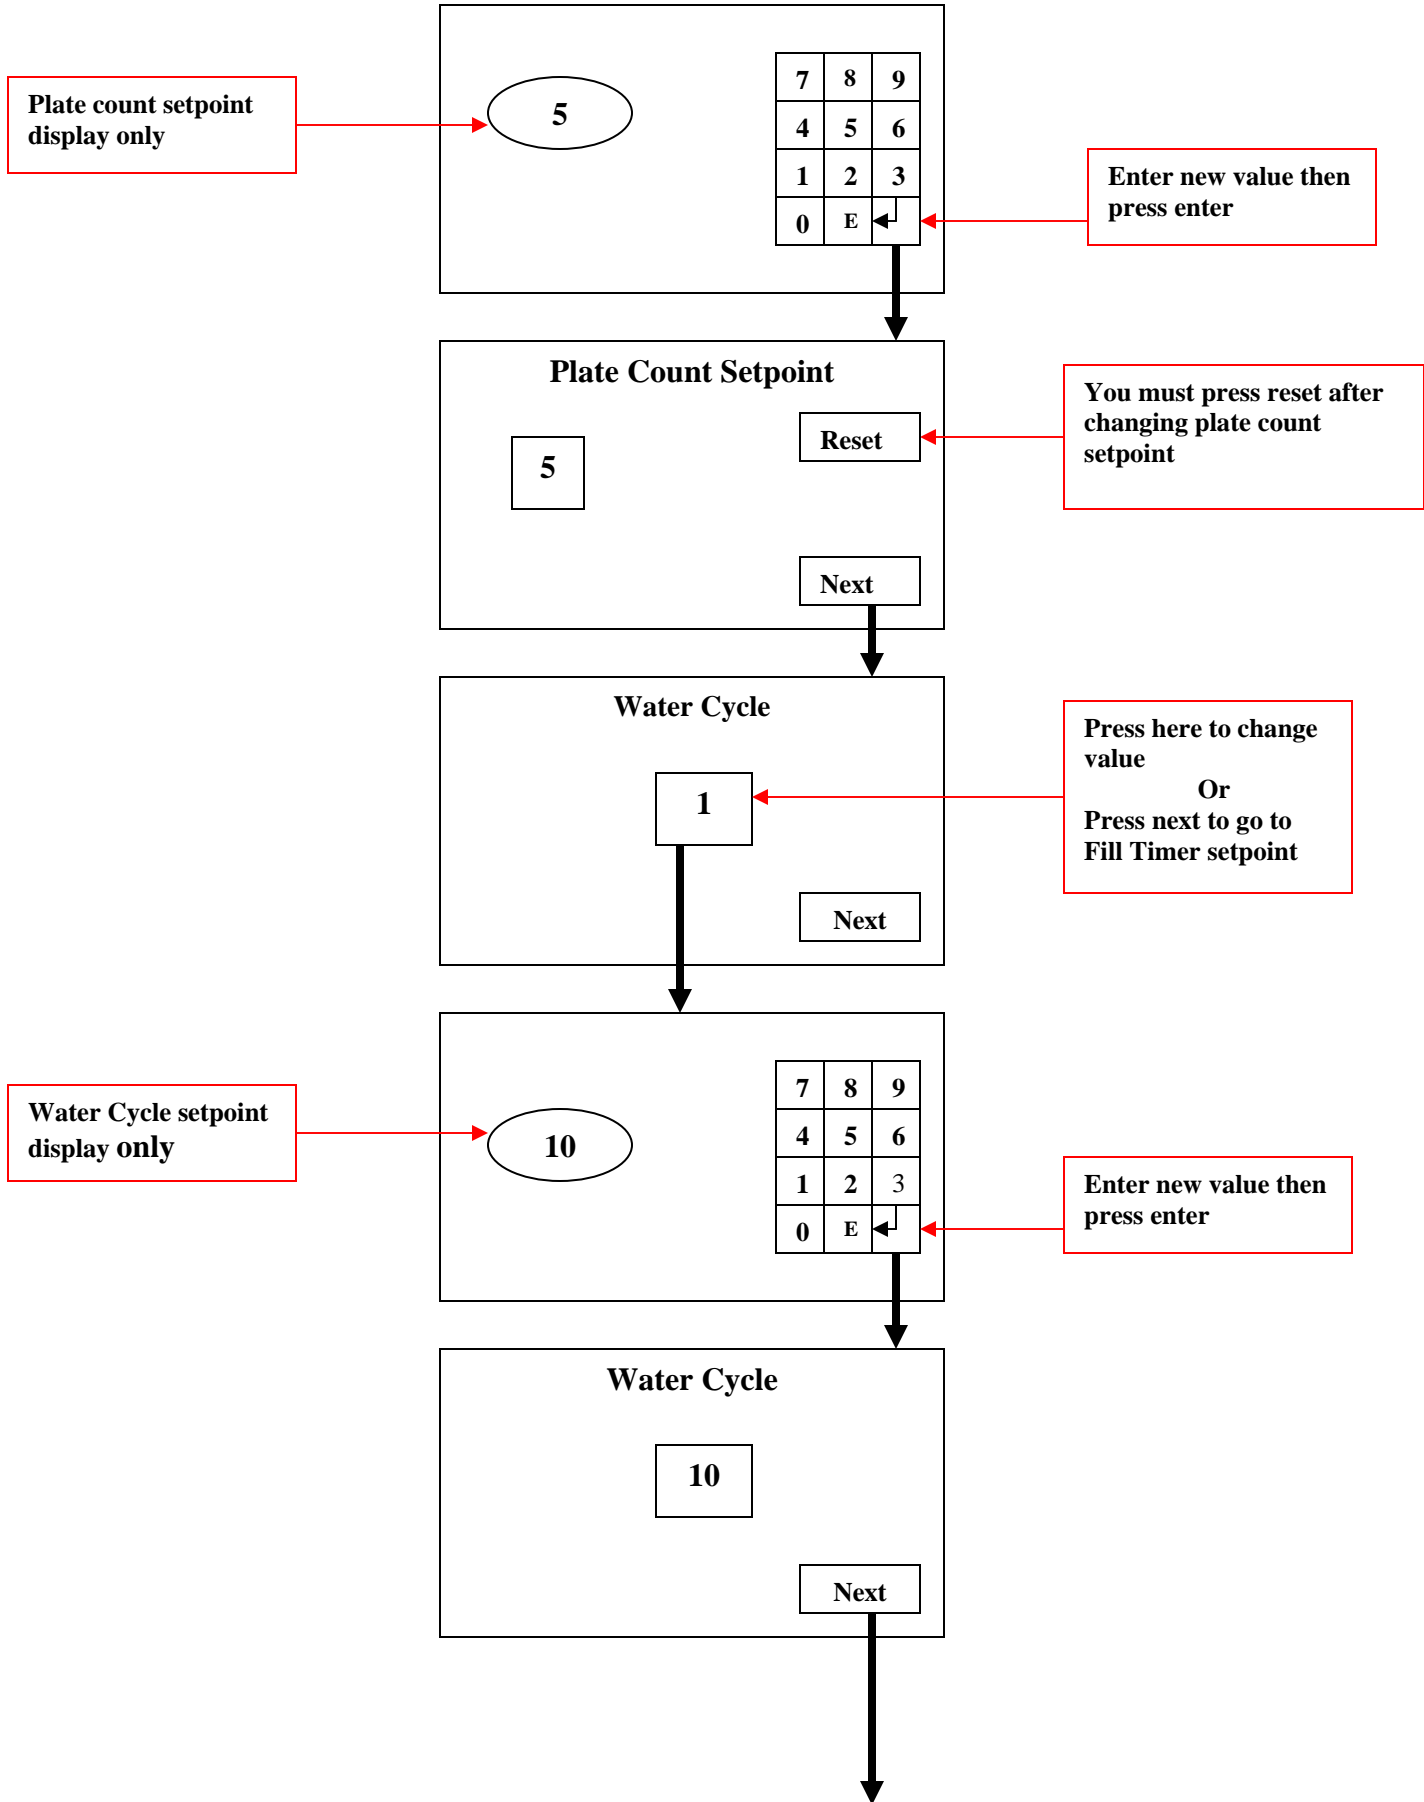 Plate count setpoint
display only
5
7 8 9
4 5 6
1 2 3
0 E
Enter new value then
press enter
Plate Count Setpoint
5
Reset
Next
You must press reset after
changing plate count
setpoint
Water Cycle
1
Next
Press here to change
value
Or
Press next to go to
Fill Timer setpoint
Water Cycle setpoint
display only
10
7 8 9
4 5 6
1 2 3
0 E
Enter new value then
press enter
Water Cycle
10
Next